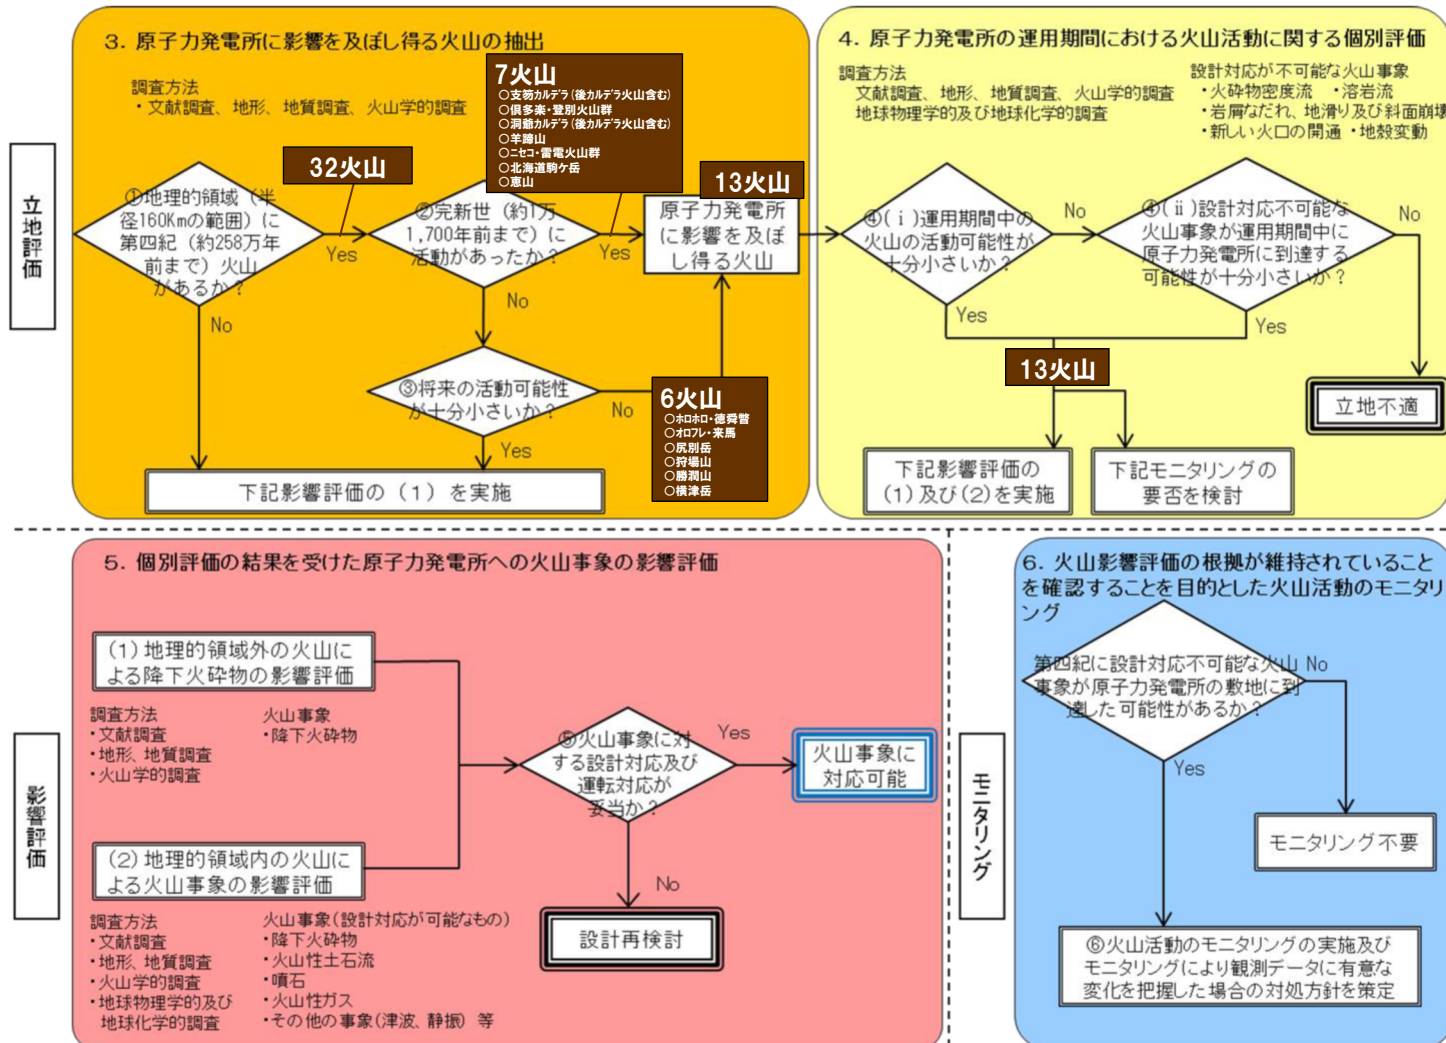 立地評価
3. 原子力発電所に影響を及ぼし得る火山の抽出
調査方法
・文献調査、地形、地質調査、火山学的調査
7火山
○支笏カルデラ(後カルデラ火山含む)
○倶多楽・登別火山群
○洞爺カルデラ(後カルデラ火山含む)
○羊蹄山
○ニセコ・雷電火山群
○北海道駒ケ岳
○恵山
32火山
13火山
①地理的領域(半
径160Kmの範囲)に
第四紀(約258万年
前まで)火山
があるか?
Yes
No
②完新世(約1万
1,700年前まで)に
活動があったか?
Yes
No
原子力発電所
に影響を及ぼ
し得る火山
③将来の活動可能性
が十分小さいか?
No
Yes
6火山
○ホロホロ・徳舜瞥
○オロフレ・来馬
○尻別岳
○狩場山
○勝澗山
○横津岳
下記影響評価の(1)を実施
4. 原子力発電所の運用期間における火山活動に関する個別評価
調査方法
文献調査、地形、地質調査、火山学的調査
地球物理学的及び地球化学的調査
設計対応が不可能な火山事象
・火砕物密度流 ・溶岩流
・岩屑なだれ、地滑り及び斜面崩壊
・新しい火口の開通 ・地殻変動
④(ⅰ)運用期間中の
火山の活動可能性が
十分小さいか?
No
Yes
④(ⅱ)設計対応不可能な
火山事象が運用期間中に
原子力発電所に到達する
可能性が十分小さいか?
No
Yes
13火山
立地不適
下記影響評価の
(1)及び(2)を実施
下記モニタリングの
要否を検討
影響評価
5. 個別評価の結果を受けた原子力発電所への火山事象の影響評価
(1)地理的領域外の火山に
よる降下火砕物の影響評価
調査方法
・文献調査
・地形、地質調査
・火山学的調査
火山事象
・降下火砕物
(2)地理的領域内の火山に
よる火山事象の影響評価
調査方法
・文献調査
・地形、地質調査
・火山学的調査
・地球物理学的及び
地球化学的調査
火山事象(設計対応が可能なもの)
・降下火砕物
・火山性土石流
・噴石
・火山性ガス
・その他の事象(津波、静振)等
⑤火山事象に対
する設計対応及び
運転対応が
妥当か?
Yes
No
火山事象に
対応可能
設計再検討
モニタリング
6. 火山影響評価の根拠が維持されていること
を確認することを目的とした火山活動のモニタリ
ング
第四紀に設計対応不可能な火山
事象が原子力発電所の敷地に到
達した可能性があるか?
No
Yes
モニタリング不要
⑥火山活動のモニタリングの実施及び
モニタリングにより観測データに有意な
変化を把握した場合の対処方針を策定